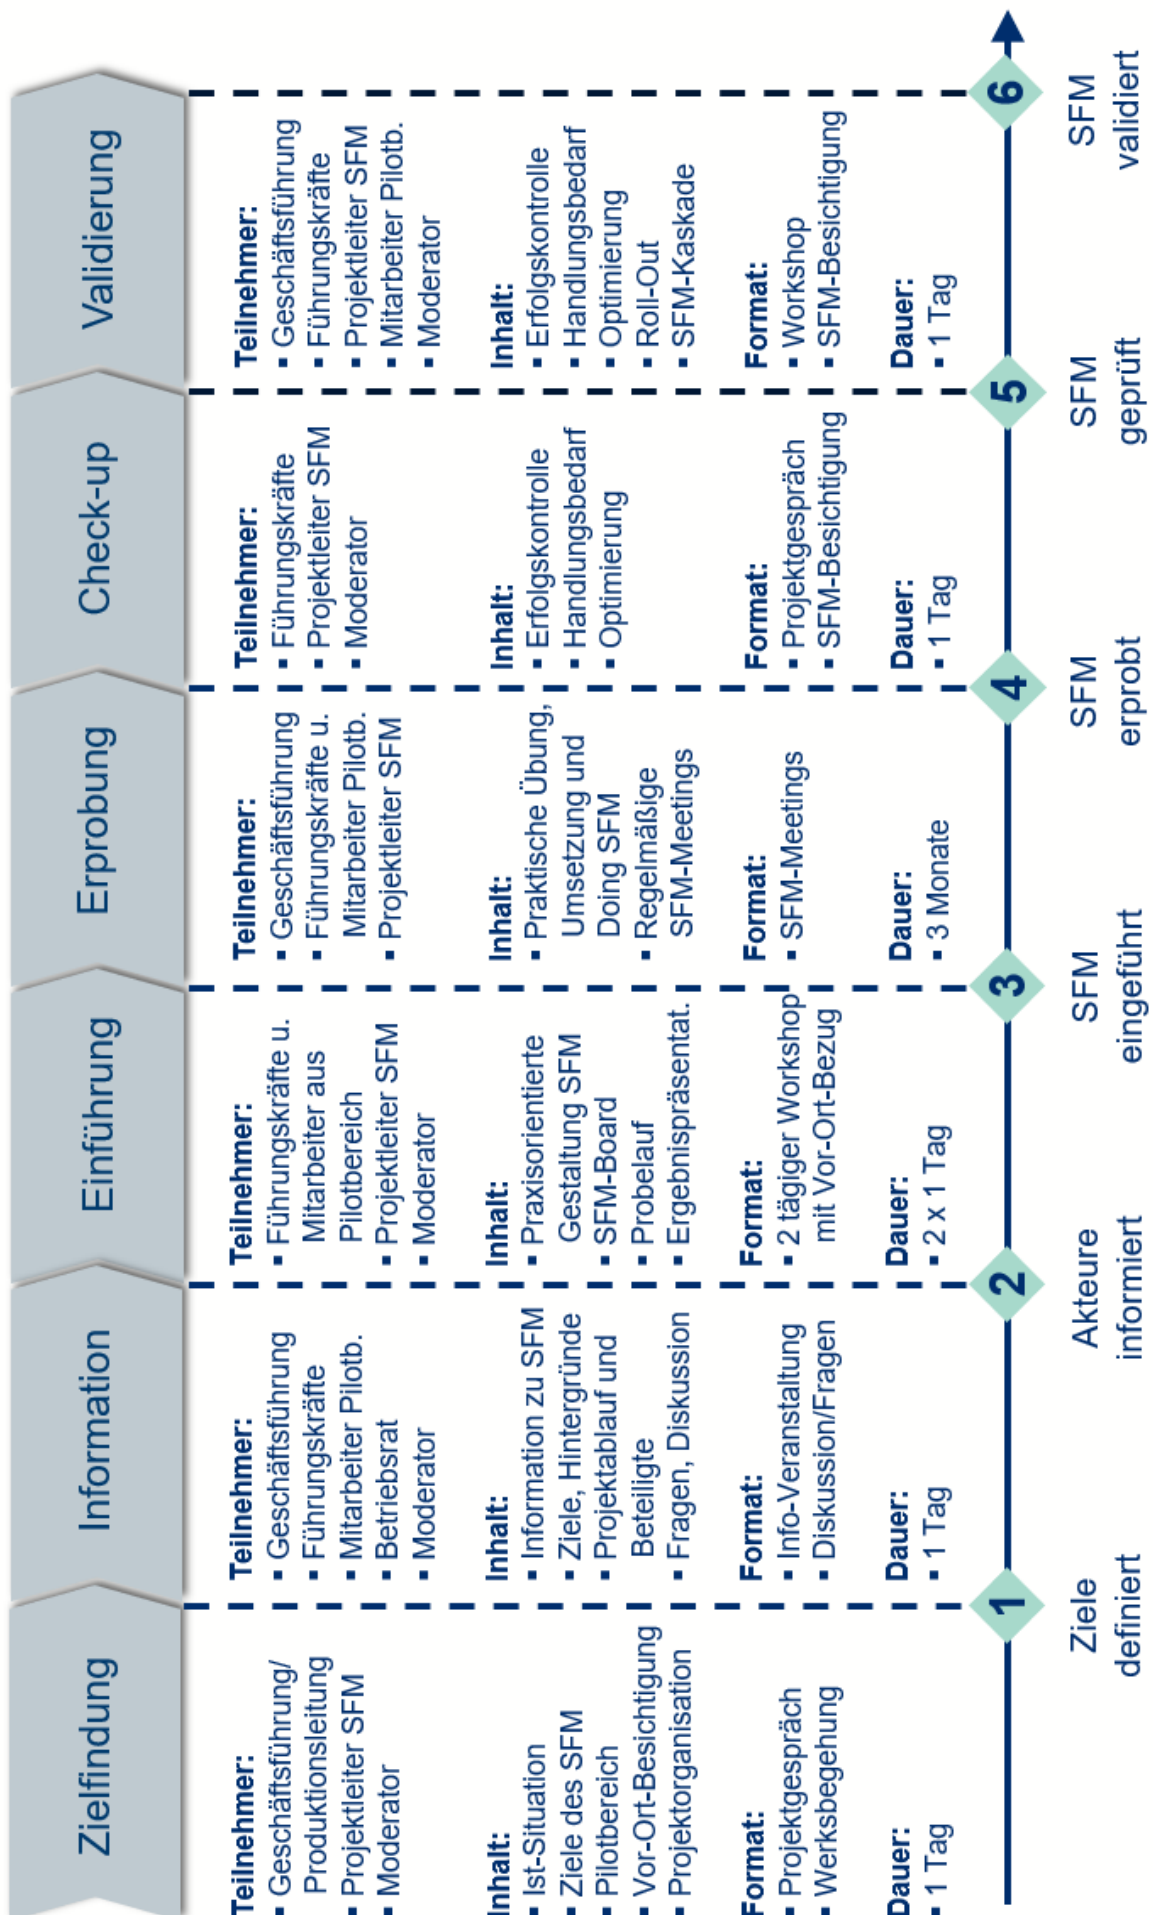 Zielfindung
Teilnehmer:
▪ Geschäftsführung/
Produktionsleitung
▪ Projektleiter SFM
▪ Moderator
Inhalt:
▪ Ist-Situation
▪ Ziele des SFM
▪ Pilotbereich
▪ Vor-Ort-Besichtigung
▪ Projektorganisation
Format:
▪ Projektgespräch
▪ Werksbegehung
Dauer:
▪ 1 Tag
1
Ziele
definiert
Information
Teilnehmer:
▪ Geschäftsführung
▪ Führungskräfte
▪ Mitarbeiter Pilotb.
▪ Betriebsrat
▪ Moderator
Inhalt:
▪ Information zu SFM
▪ Ziele, Hintergründe
▪ Projektablauf und
Beteiligte
▪ Fragen, Diskussion
Format:
▪ Info-Veranstaltung
▪ Diskussion/Fragen
Dauer:
▪ 1 Tag
2
Akteure
informiert
Einführung
Teilnehmer:
▪ Führungskräfte u.
Mitarbeiter aus
Pilotbereich
▪ Projektleiter SFM
▪ Moderator
Inhalt:
▪ Praxisorientierte
Gestaltung SFM
▪ SFM-Board
▪ Probelauf
▪ Ergebnispräsentat.
Format:
▪ 2 tägiger Workshop
mit Vor-Ort-Bezug
Dauer:
▪ 2 x 1 Tag
3
SFM
eingeführt
Erprobung
Teilnehmer:
▪ Geschäftsführung
▪ Führungskräfte u.
Mitarbeiter Pilotb.
▪ Projektleiter SFM
Inhalt:
▪ Praktische Übung,
Umsetzung und
Doing SFM
▪ Regelmäßige
SFM-Meetings
Format:
▪ SFM-Meetings
Dauer:
▪ 3 Monate
4
SFM
erprobt
Check-up
Teilnehmer:
▪ Führungskräfte
▪ Projektleiter SFM
▪ Moderator
Inhalt:
▪ Erfolgskontrolle
▪ Handlungsbedarf
▪ Optimierung
Format:
▪ Projektgespräch
▪ SFM-Besichtigung
Dauer:
▪ 1 Tag
5
SFM
geprüft
Validierung
Teilnehmer:
▪ Geschäftsführung
▪ Führungskräfte
▪ Projektleiter SFM
▪ Mitarbeiter Pilotb.
▪ Moderator
Inhalt:
▪ Erfolgskontrolle
▪ Handlungsbedarf
▪ Optimierung
▪ Roll-Out
▪ SFM-Kaskade
Format:
▪ Workshop
▪ SFM-Besichtigung
Dauer:
▪ 1 Tag
6
SFM
validiert